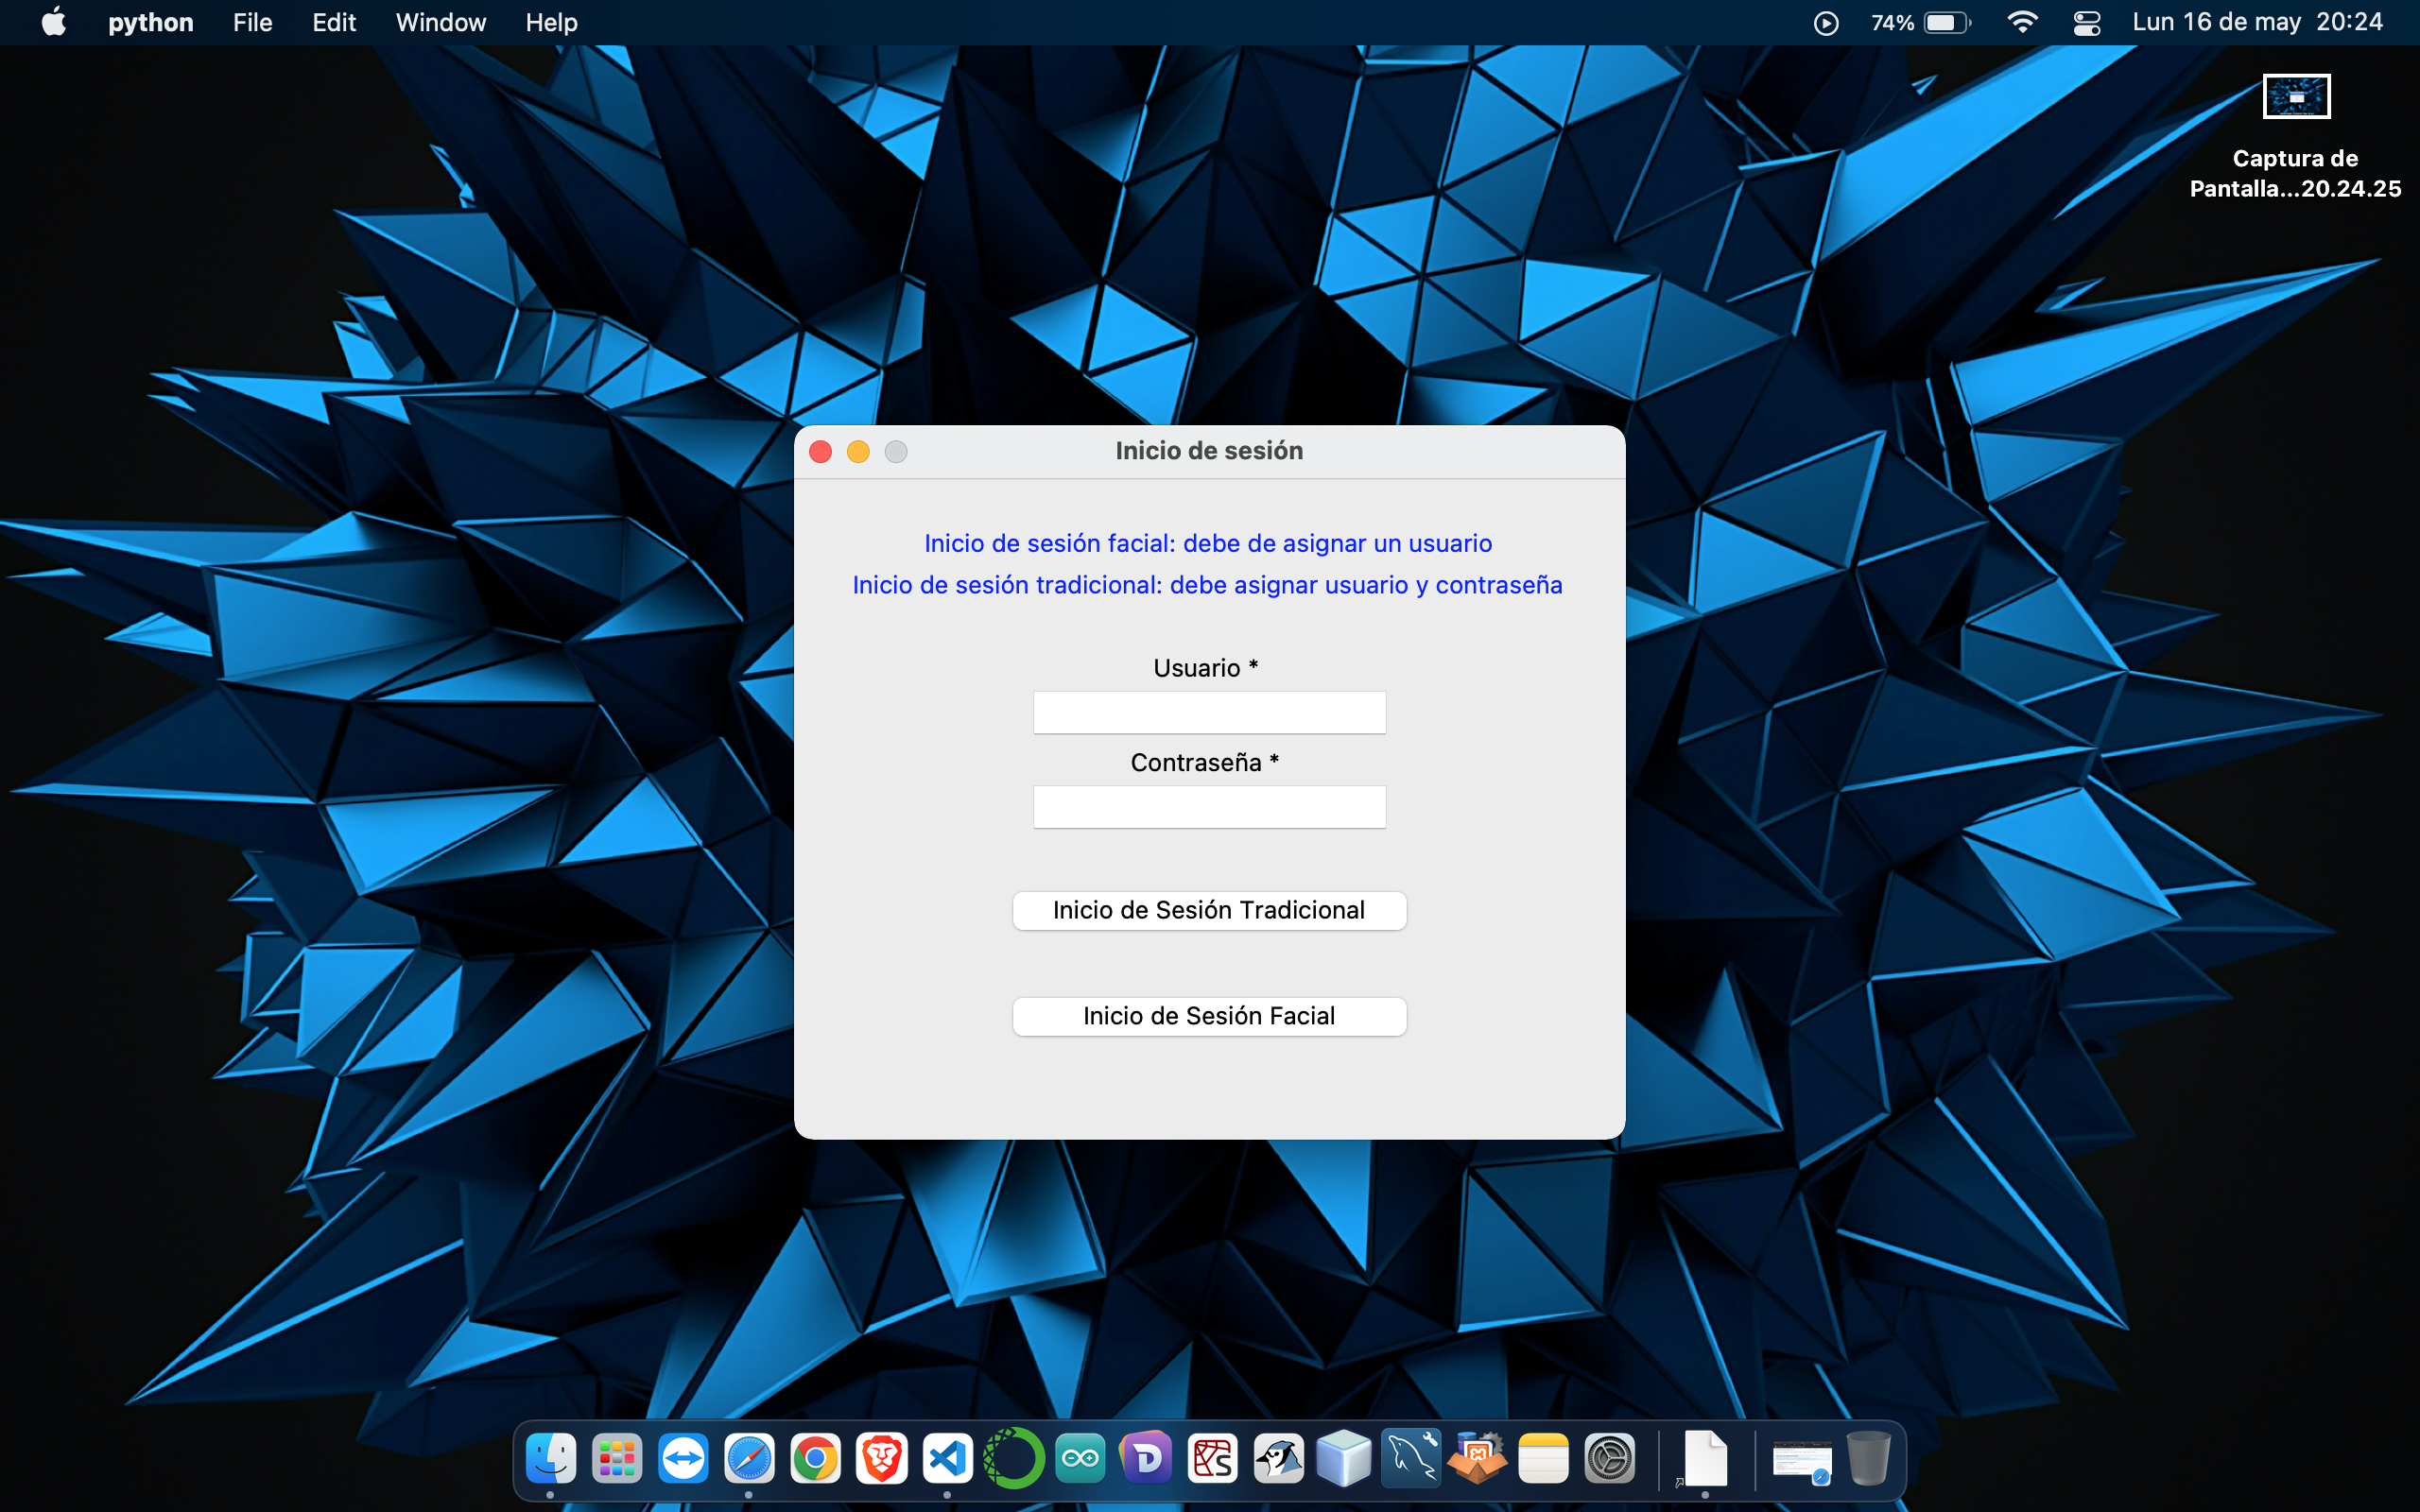 python File Edit Window Help 74% Lun 16 de may 20:24
Captura de
Pantalla...20.24.25
Inicio de sesión
Inicio de sesión facial: debe de asignar un usuario
Inicio de sesión tradicional: debe asignar usuario y contraseña
Usuario *
Contraseña *
Inicio de Sesión Tradicional
Inicio de Sesión Facial